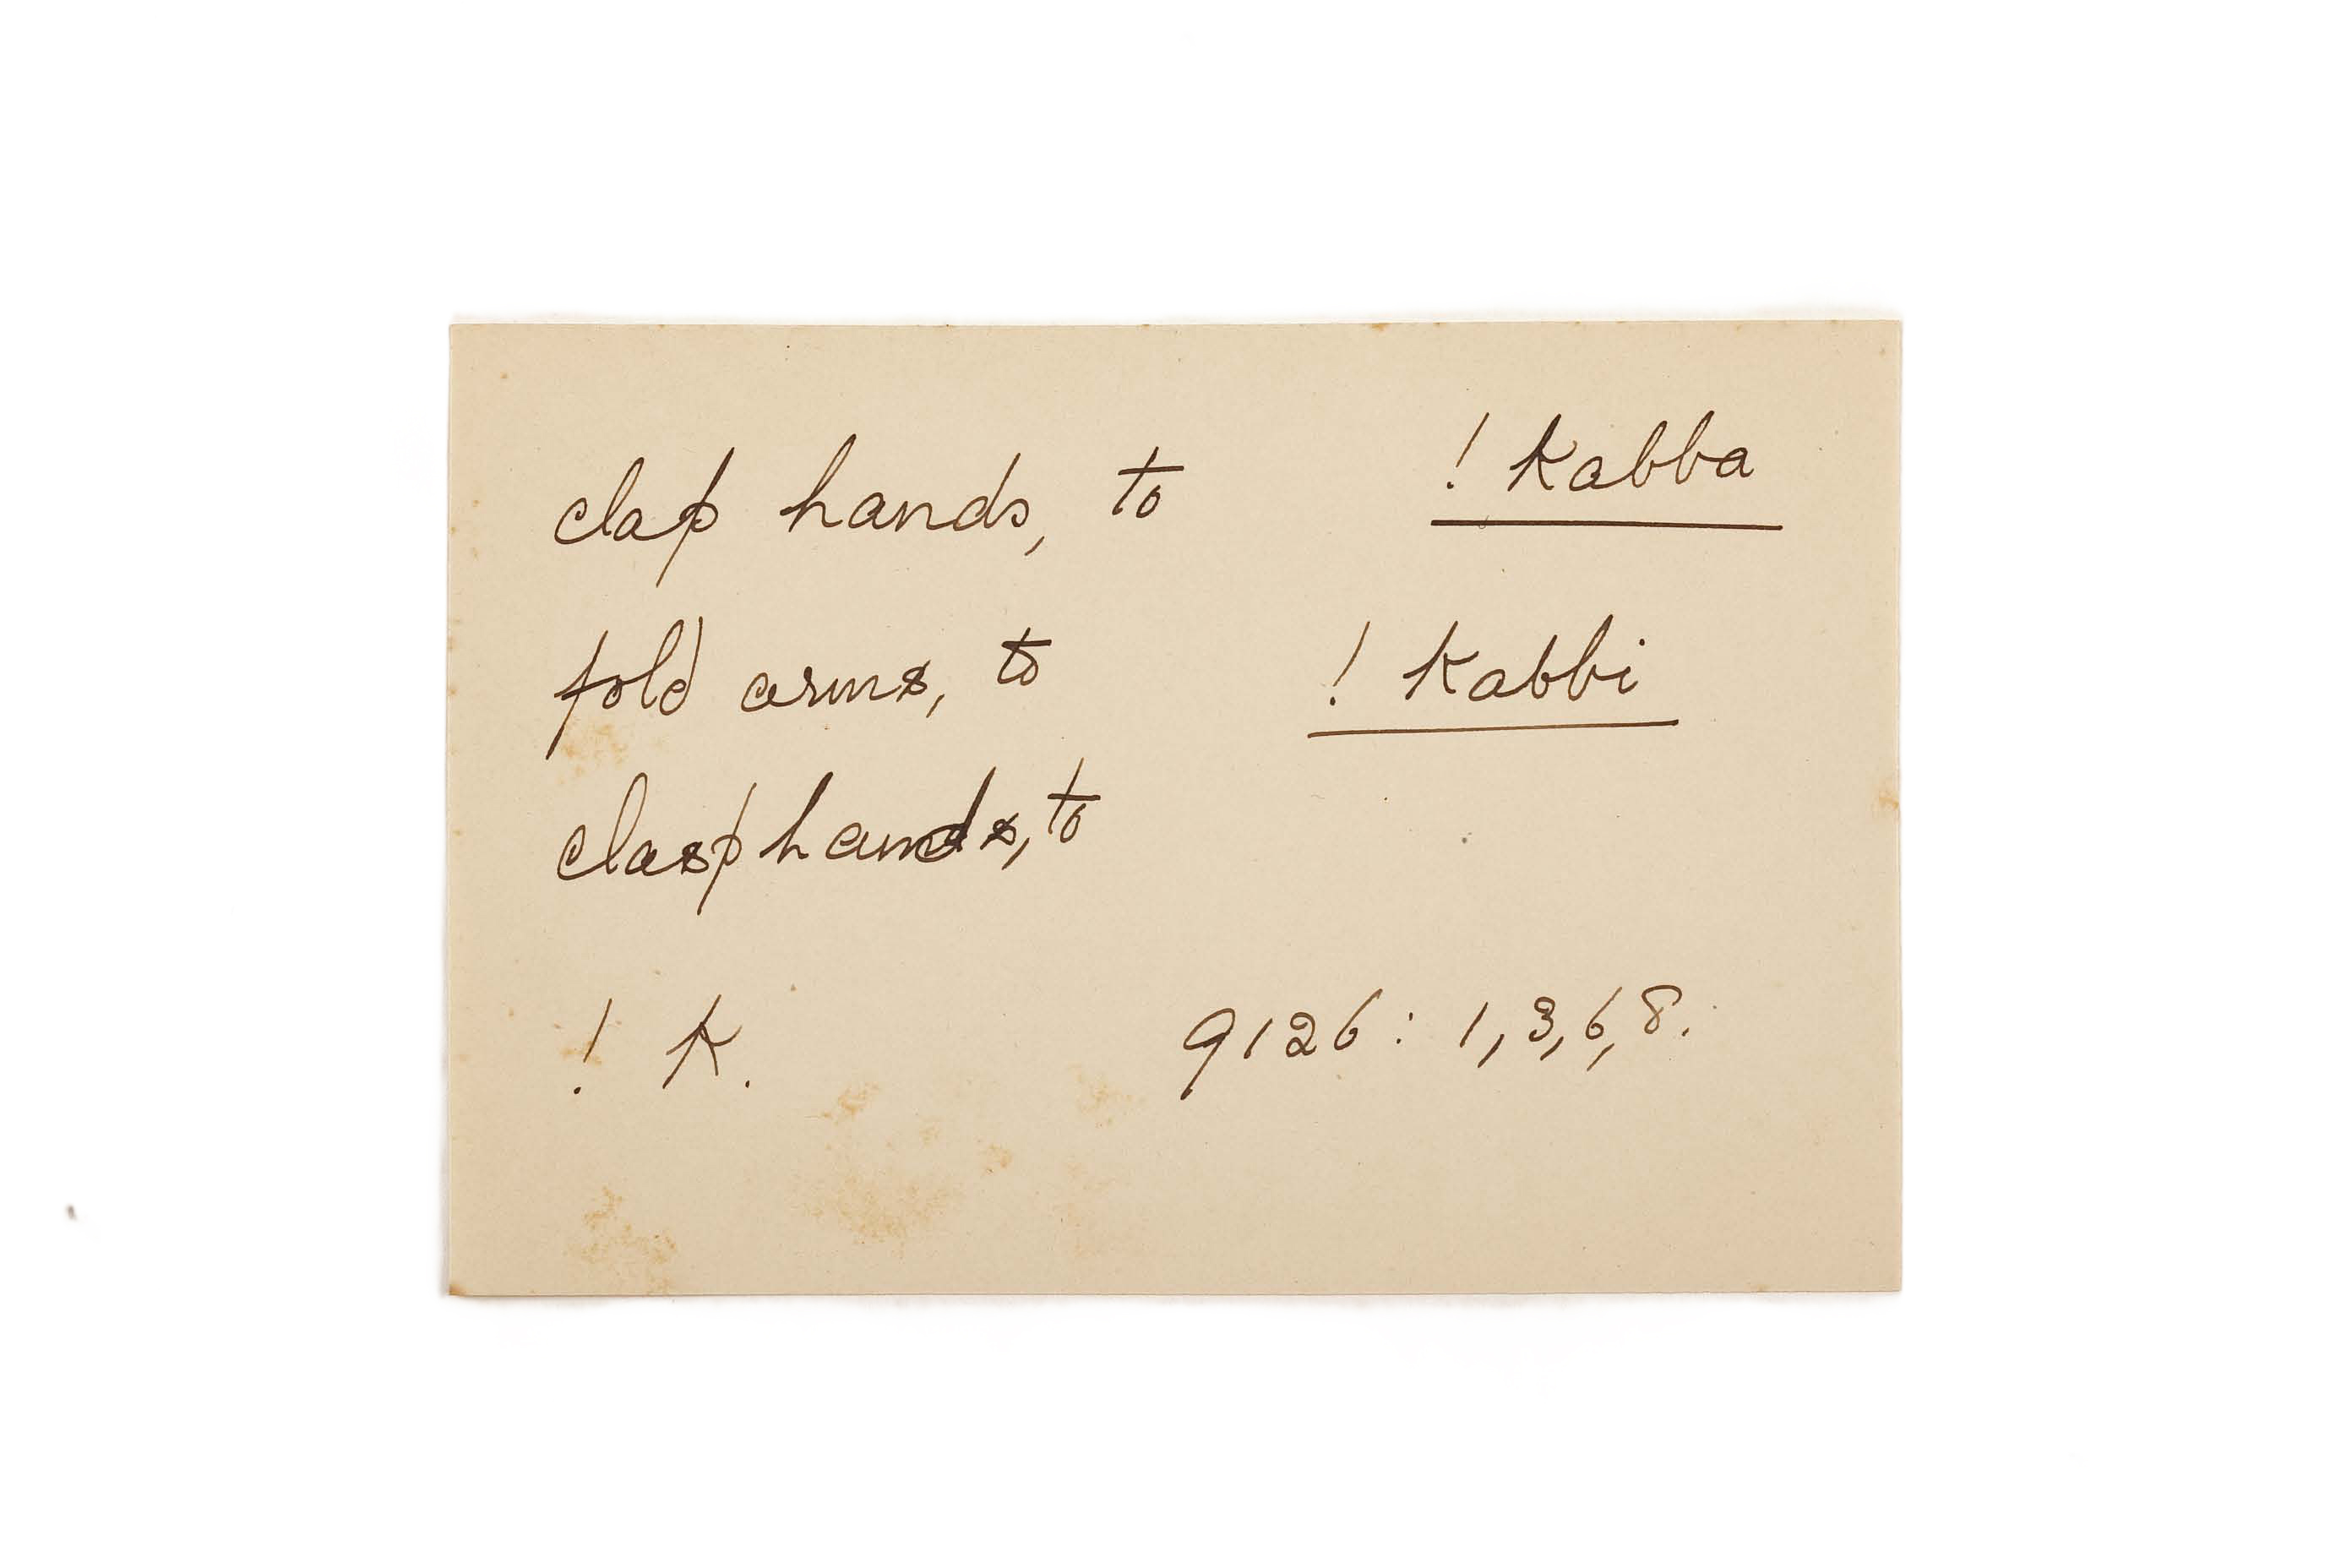 clap hands, to ! kabba
fold arms, to ! kabbi
clasp hands, to
! K. 9126: 1, 3, 6, 8.